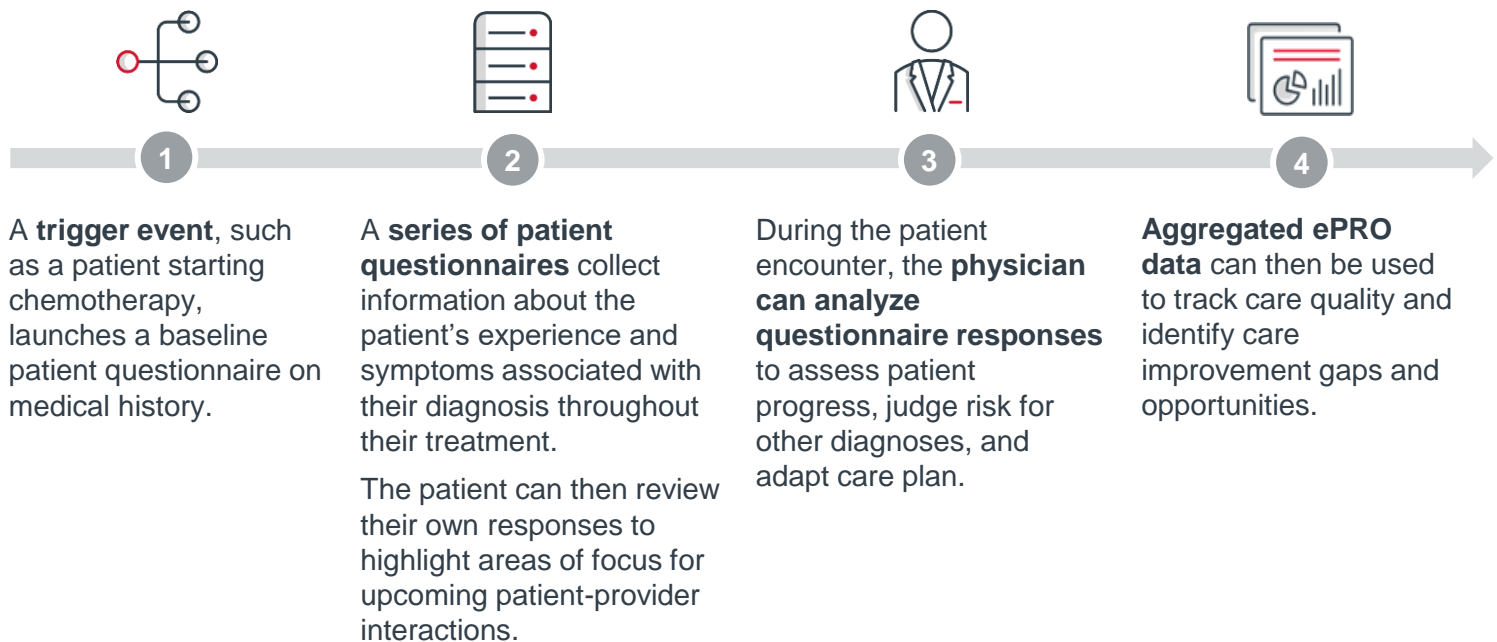 1
2
3
4
A trigger event, such
as a patient starting
chemotherapy,
launches a baseline
patient questionnaire on
medical history.
A series of patient
questionnaires collect
information about the
patient’s experience and
symptoms associated with
their diagnosis throughout
their treatment.
The patient can then review
their own responses to
highlight areas of focus for
upcoming patient-provider
interactions.
During the patient
encounter, the physician
can analyze
questionnaire responses
to assess patient
progress, judge risk for
other diagnoses, and
adapt care plan.
Aggregated ePRO
data can then be used
to track care quality and
identify care
improvement gaps and
opportunities.